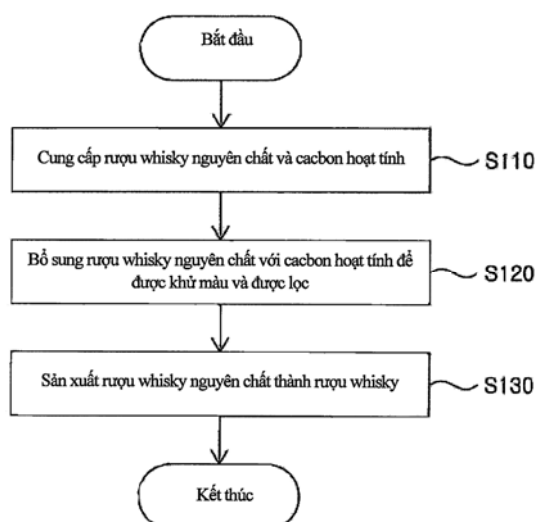 Bắt đầu
Cung cấp rượu whisky nguyên chất và cacbon hoạt tính
S110
Bổ sung rượu whisky nguyên chất với cacbon hoạt tính để
được khử màu và được lọc
S120
Sản xuất rượu whisky nguyên chất thành rượu whisky
S130
Kết thúc